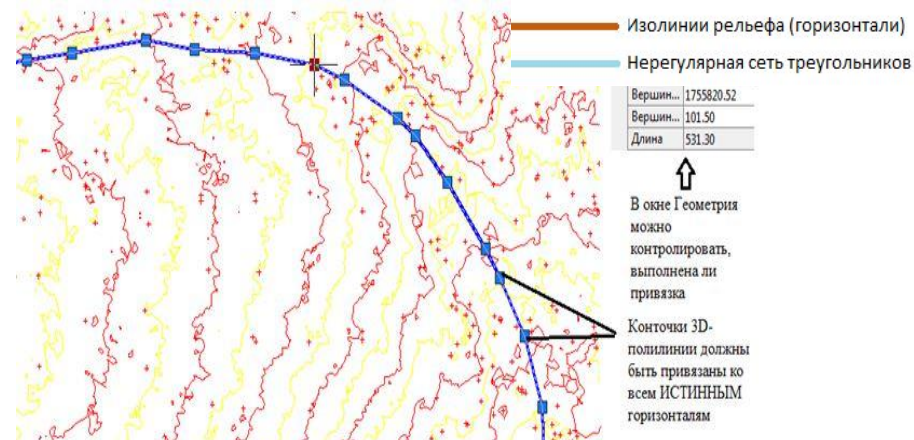 Изолинии рельефа (горизонтали)
Нерегулярная сеть треугольников
Вершин... 1755820.52
Вершин... 101.50
Длина 531.30
В окне Геометрия
можно
контролировать,
выполнена ли
привязка
Конточки 3D-
полилинии должны
быть привязаны ко
всем ИСТИННЫМ
горизонталям